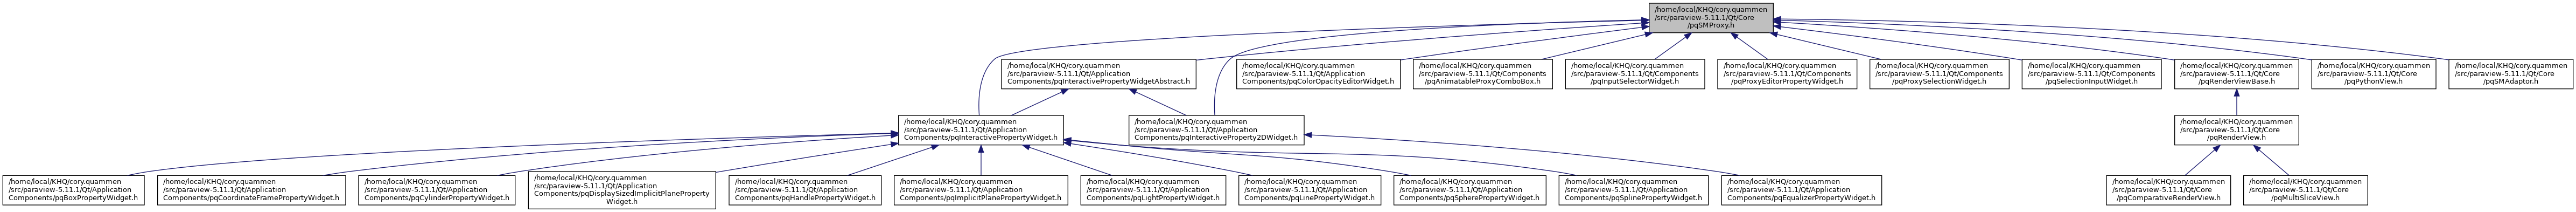 /home/local/KHQ/cory.quammen
/src/paraview-5.11.1/Qt/Core
/pqSMProxy.h
/home/local/KHQ/cory.quammen
/src/paraview-5.11.1/Qt/Application
Components/pqInteractivePropertyWidgetAbstract.h
/home/local/KHQ/cory.quammen
/src/paraview-5.11.1/Qt/Application
Components/pqColorOpacityEditorWidget.h
/home/local/KHQ/cory.quammen
/src/paraview-5.11.1/Qt/Components
/pqAnimatableProxyComboBox.h
/home/local/KHQ/cory.quammen
/src/paraview-5.11.1/Qt/Components
/pqInputSelectorWidget.h
/home/local/KHQ/cory.quammen
/src/paraview-5.11.1/Qt/Components
/pqProxyEditorPropertyWidget.h
/home/local/KHQ/cory.quammen
/src/paraview-5.11.1/Qt/Components
/pqProxySelectionWidget.h
/home/local/KHQ/cory.quammen
/src/paraview-5.11.1/Qt/Components
/pqSelectionInputWidget.h
/home/local/KHQ/cory.quammen
/src/paraview-5.11.1/Qt/Core
/pqRenderViewBase.h
/home/local/KHQ/cory.quammen
/src/paraview-5.11.1/Qt/Core
/pqPythonView.h
/home/local/KHQ/cory.quammen
/src/paraview-5.11.1/Qt/Core
/pqSMAdaptor.h
/home/local/KHQ/cory.quammen
/src/paraview-5.11.1/Qt/Application
Components/pqInteractivePropertyWidget.h
/home/local/KHQ/cory.quammen
/src/paraview-5.11.1/Qt/Application
Components/pqInteractiveProperty2DWidget.h
/home/local/KHQ/cory.quammen
/src/paraview-5.11.1/Qt/Core
/pqRenderView.h
/home/local/KHQ/cory.quammen
/src/paraview-5.11.1/Qt/Application
Components/pqBoxPropertyWidget.h
/home/local/KHQ/cory.quammen
/src/paraview-5.11.1/Qt/Application
Components/pqCoordinateFramePropertyWidget.h
/home/local/KHQ/cory.quammen
/src/paraview-5.11.1/Qt/Application
Components/pqCylinderPropertyWidget.h
/home/local/KHQ/cory.quammen
/src/paraview-5.11.1/Qt/Application
Components/pqDisplaySizedImplicitPlaneProperty
Widget.h
/home/local/KHQ/cory.quammen
/src/paraview-5.11.1/Qt/Application
Components/pqHandlePropertyWidget.h
/home/local/KHQ/cory.quammen
/src/paraview-5.11.1/Qt/Application
Components/pqImplicitPlanePropertyWidget.h
/home/local/KHQ/cory.quammen
/src/paraview-5.11.1/Qt/Application
Components/pqLightPropertyWidget.h
/home/local/KHQ/cory.quammen
/src/paraview-5.11.1/Qt/Application
Components/pqLinePropertyWidget.h
/home/local/KHQ/cory.quammen
/src/paraview-5.11.1/Qt/Application
Components/pqSpherePropertyWidget.h
/home/local/KHQ/cory.quammen
/src/paraview-5.11.1/Qt/Application
Components/pqSplinePropertyWidget.h
/home/local/KHQ/cory.quammen
/src/paraview-5.11.1/Qt/Application
Components/pqEqualizerPropertyWidget.h
/home/local/KHQ/cory.quammen
/src/paraview-5.11.1/Qt/Core
/pqComparativeRenderView.h
/home/local/KHQ/cory.quammen
/src/paraview-5.11.1/Qt/Core
/pqMultiSliceView.h